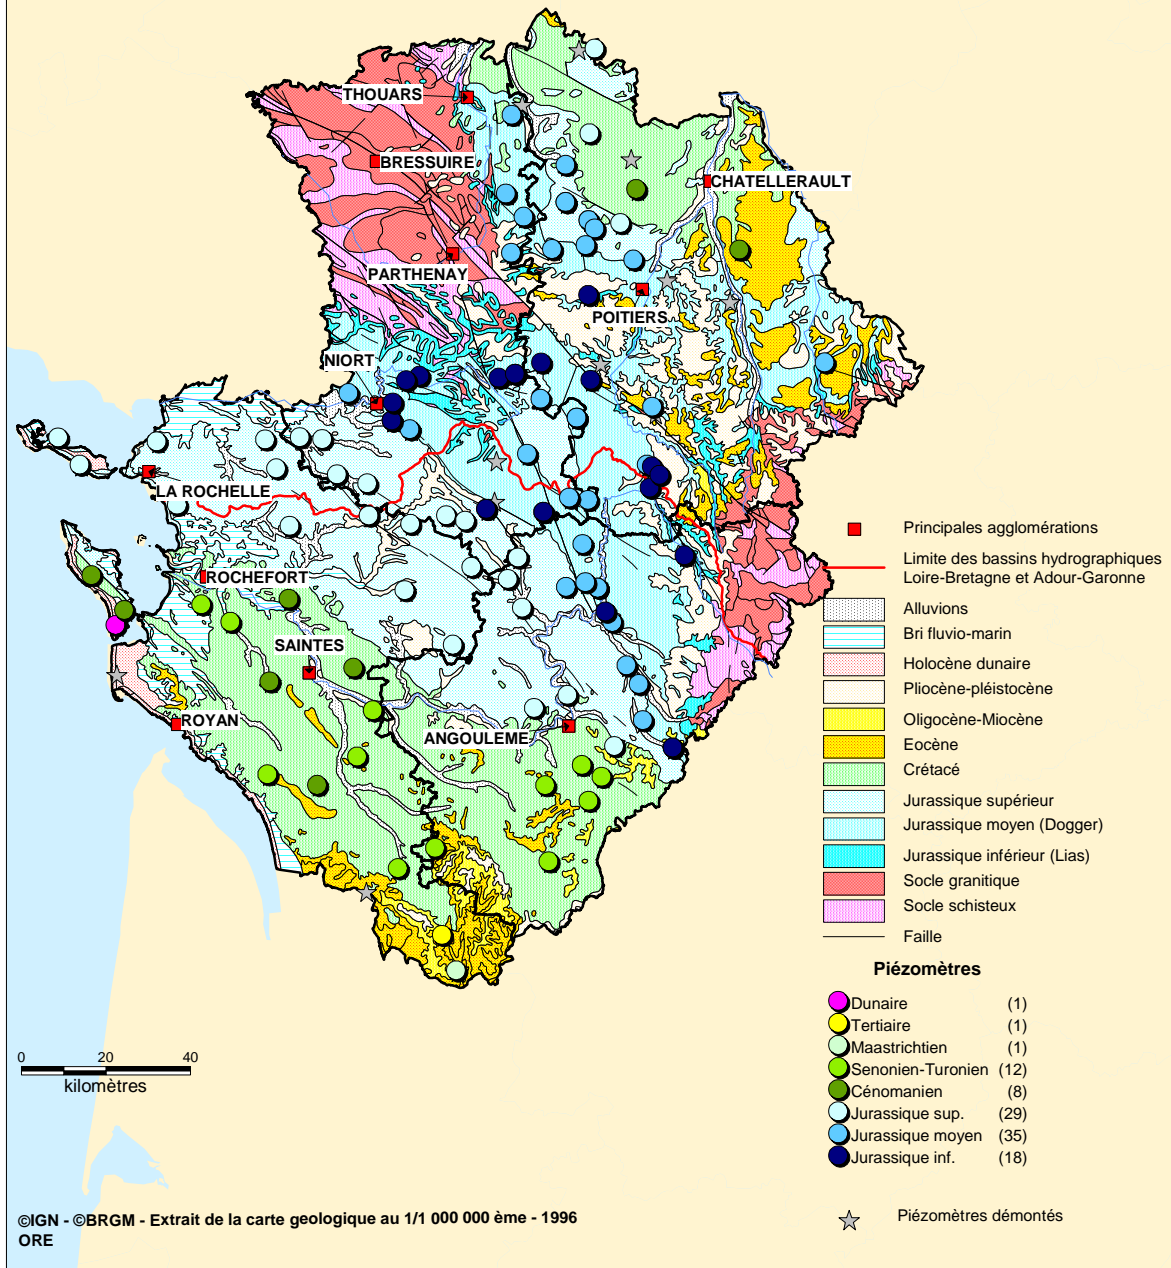 THOUARS
BRESSUIRE
CHATELLERAULT
PARTHENAY
POITIERS
NIORT
LA ROCHELLE
ROCHEFORT
SAINTES
ROYAN
ANGOULEME
Principales agglomérations
Limite des bassins hydrographiques
Loire-Bretagne et Adour-Garonne
Alluvions
Bri fluvio-marin
Holocène dunaire
Pliocène-pléistocène
Oligocène-Miocène
Eocène
Crétacé
Jurassique supérieur
Jurassique moyen (Dogger)
Jurassique inférieur (Lias)
Socle granitique
Socle schisteux
Faille
Piézomètres
Dunaire (1)
Tertiaire (1)
Maastrichtien (1)
Senonien-Turonien (12)
Cénomanien (8)
Jurassique sup. (29)
Jurassique moyen (35)
Jurassique inf. (18)
Piézomètres démontés
0 20 40
kilomètres
©IGN - ©BRGM - Extrait de la carte geologique au 1/1 000 000 ème - 1996
ORE